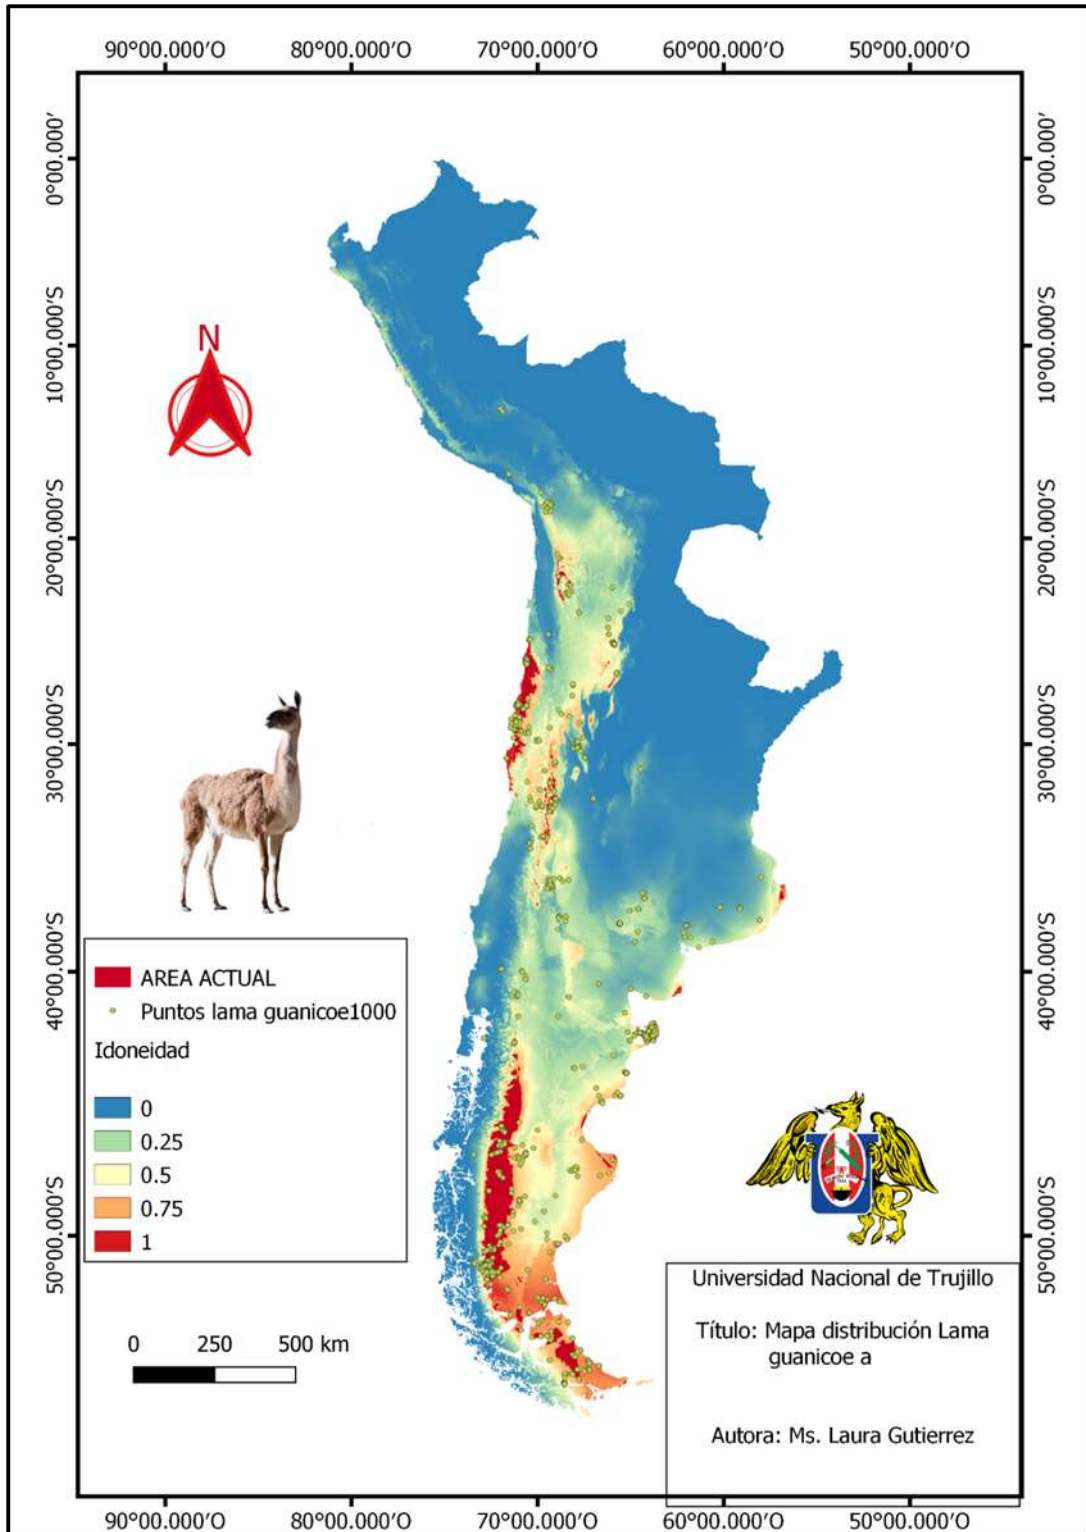 90°00.000'O 80°00.000'O 70°00.000'O 60°00.000'O 50°00.000'O
0°00.000'
0°00.000'
10°00.000'S
10°00.000'S
20°00.000'S
20°00.000'S
30°00.000'S
30°00.000'S
40°00.000'S
40°00.000'S
50°00.000'S
50°00.000'S
N
AREA ACTUAL
Puntos lama guanicoe1000
Idoneidad
0
0.25
0.5
0.75
1
0 250 500 km
Universidad Nacional de Trujillo
Título: Mapa distribución Lama
guanicoe a
Autora: Ms. Laura Gutierrez
90°00.000'O 80°00.000'O 70°00.000'O 60°00.000'O 50°00.000'O